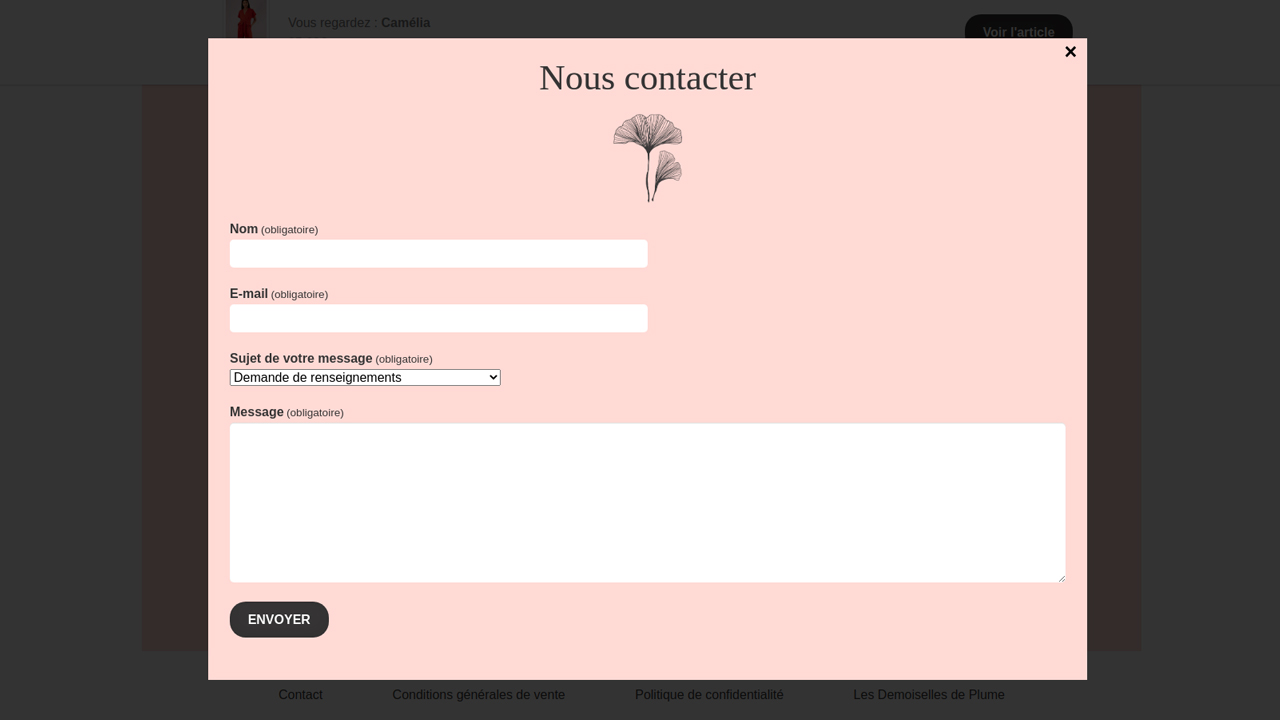 Vous regardez : Camélia
Voir l'article
×
Nous contacter
Nom (obligatoire)
E-mail (obligatoire)
Sujet de votre message (obligatoire)
Demande de renseignements
Message (obligatoire)
ENVOYER
Contact Conditions générales de vente Politique de confidentialité Les Demoiselles de Plume